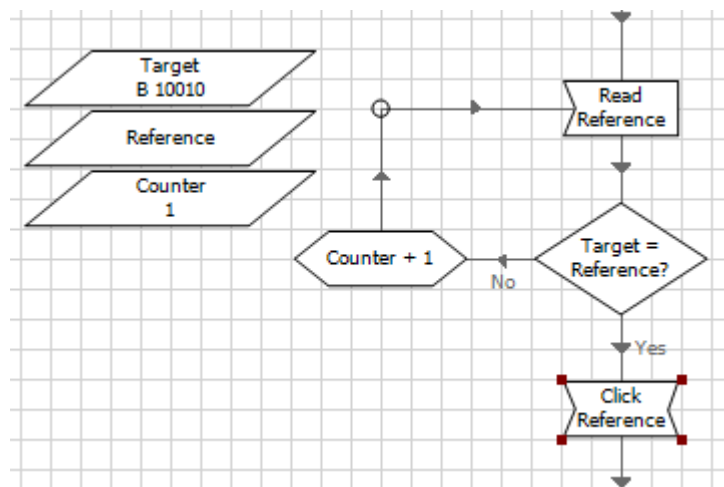 Target
B 10010
Reference
Counter
1
Read
Reference
Target =
Reference?
Counter + 1
No
Yes
Click
Reference